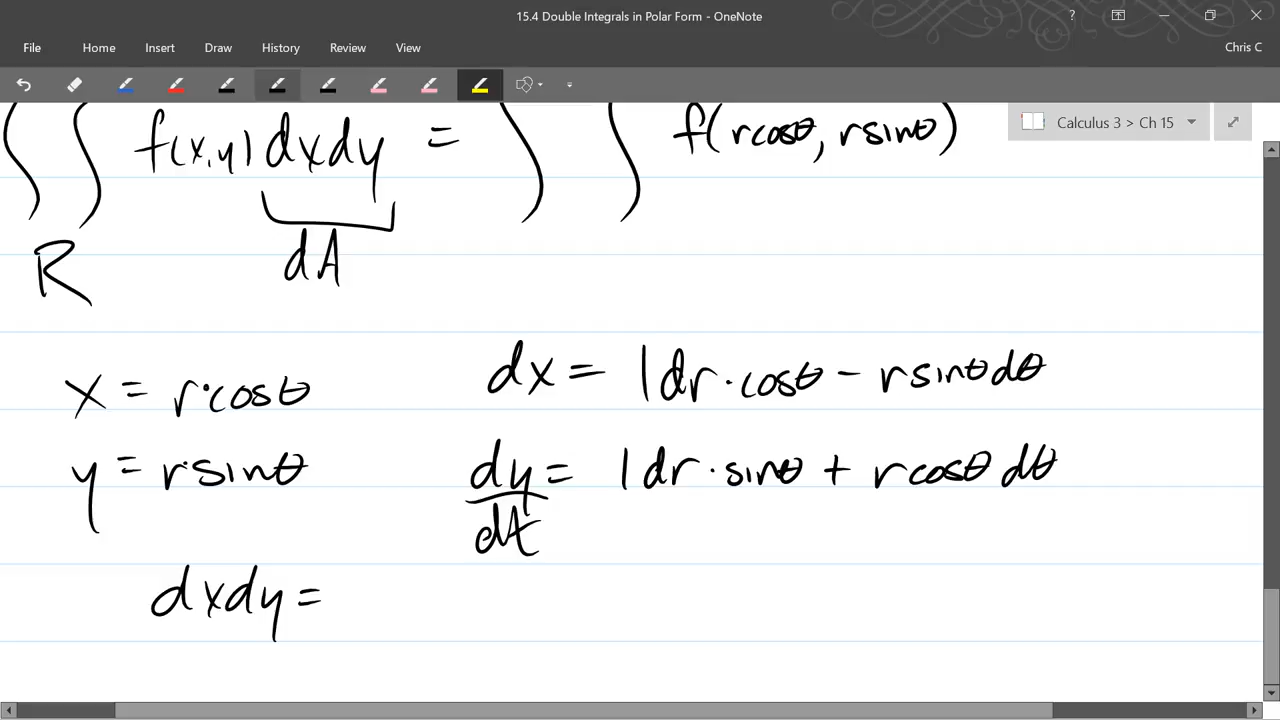 15.4 Double Integrals in Polar Form - OneNote
File Home Insert Draw History Review View Chris C
Calculus 3 > Ch 15
∫∫ f(x,y) dxdy = ∫∫ f(rcosθ, rsinθ)
R dA
x = r·cosθ dx = 1dr·cosθ - rsinθdθ
y = r·sinθ dy/dt = 1dr·sinθ + rcosθdθ
dxdy =